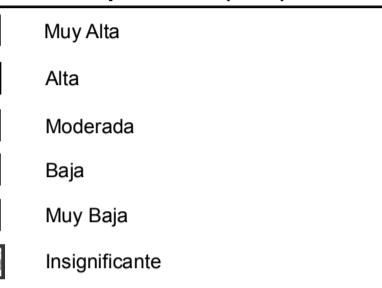 Muy Alta
Alta
Moderada
Baja
Muy Baja
Insignificante